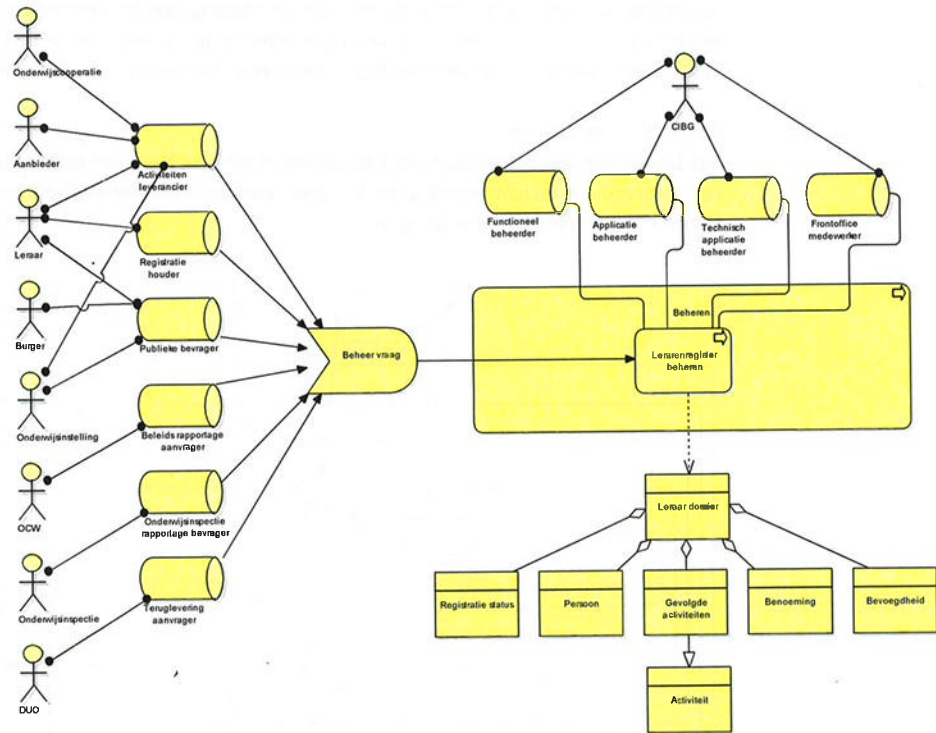 Onderwijscooperatie
Aanbieder
Leraar
Burger
Onderwijsinstelling
OCW
Onderwijsinspectie
DUO
Activiteiten
leverancier
Registratie
houder
Publieke bevrager
Beleids rapportage
aanvrager
Onderwijsinspectie
rapportage bevrager
Teruglevering
aanvrager
Beheer vraag
CIBG
Functioneel
beheerder
Applicatie
beheerder
Technisch
applicatie
beheerder
Frontoffice
medewerker
Beheren
Lerarenregister
beheren
Leraar dossier
Registratie status
Persoon
Gevolgde
activiteiten
Benoeming
Bevoegdheid
Activiteit